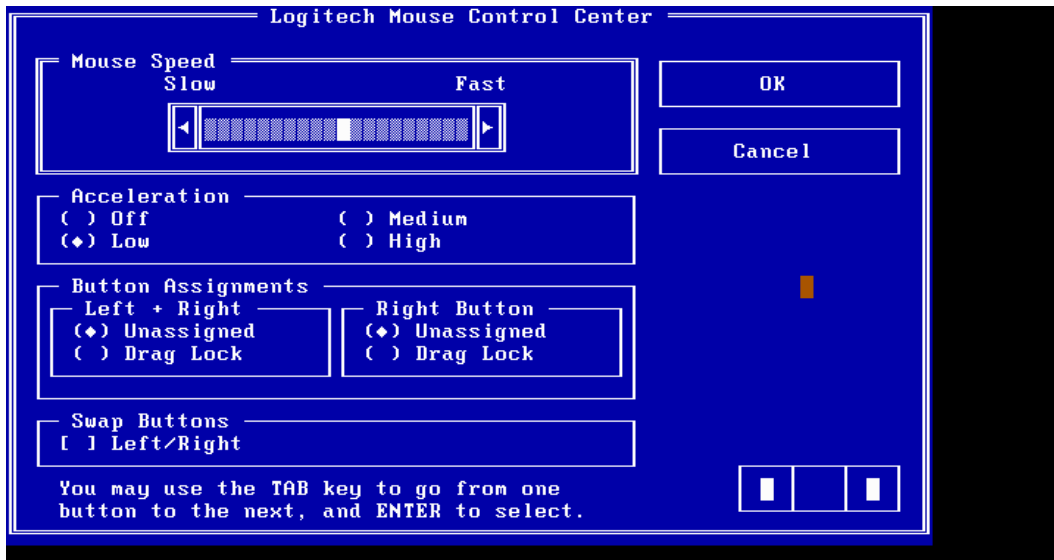 Logitech Mouse Control Center
Mouse Speed
Slow Fast
OK
Cancel
Acceleration
( ) Off ( ) Medium
(◆) Low ( ) High
Button Assignments
Left + Right Right Button
(◆) Unassigned (◆) Unassigned
( ) Drag Lock ( ) Drag Lock
Swap Buttons
[ ] Left/Right
You may use the TAB key to go from one
button to the next, and ENTER to select.